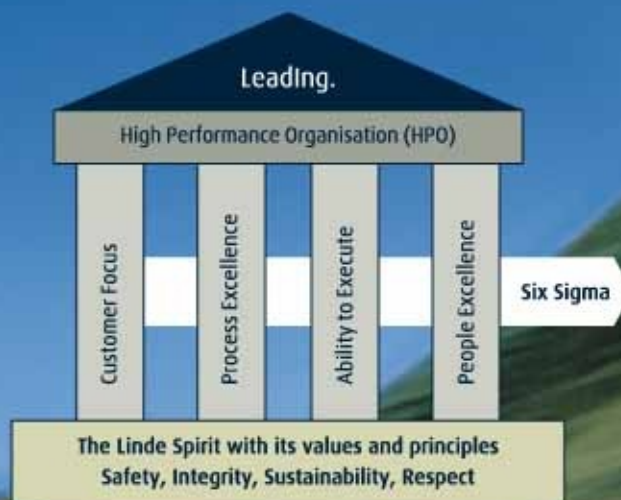 Leading.
High Performance Organisation (HPO)
Customer Focus
Process Excellence
Ability to Execute
People Excellence
Six Sigma
The Linde Spirit with its values and principles
Safety, Integrity, Sustainability, Respect